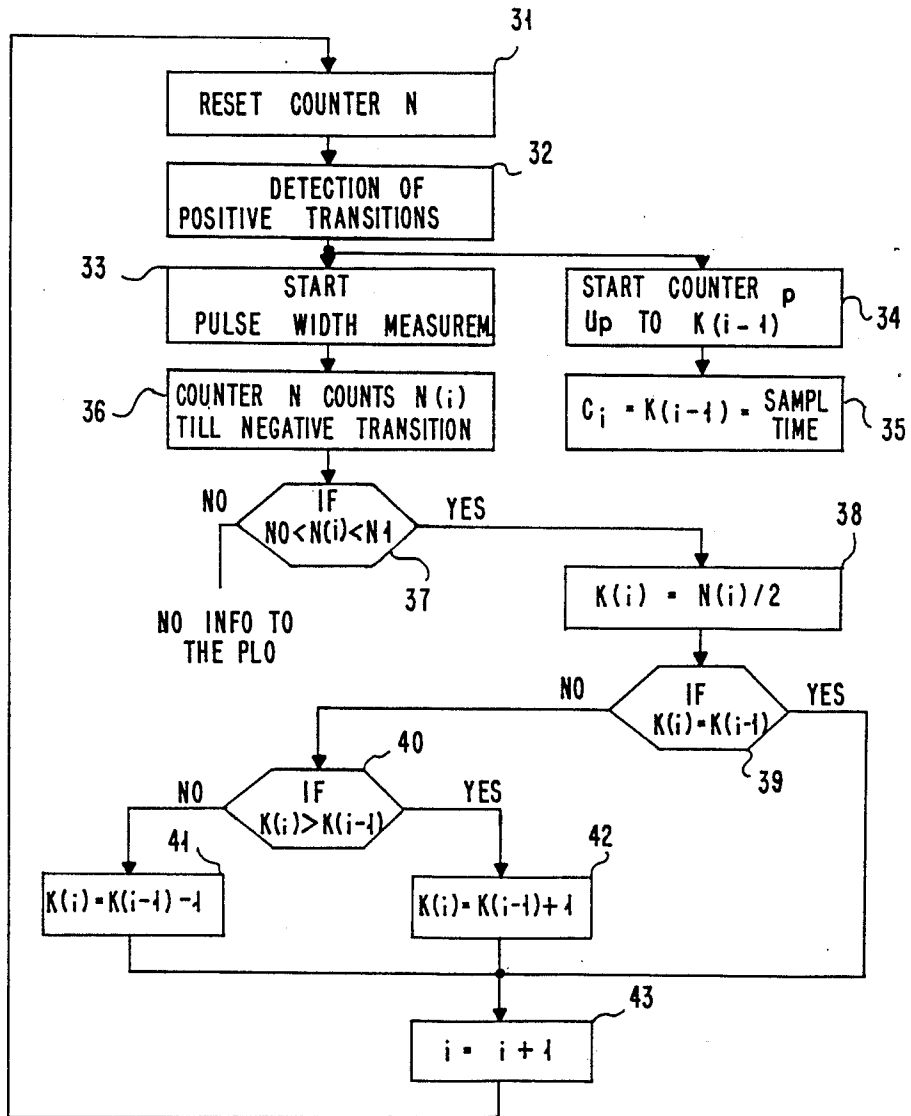 31
RESET COUNTER N
32
DETECTION OF
POSITIVE TRANSITIONS
33
START
PULSE WIDTH MEASUREM.
START COUNTER p
Up TO K(i-1)
34
36
COUNTER N COUNTS N(i)
TILL NEGATIVE TRANSITION
Ci = K(i-1) = SAMPL
TIME
35
NO
IF
N0<N(i)<N1
YES
37
38
K(i) = N(i)/2
NO INFO TO
THE PLO
NO
IF
K(i)=K(i-1)
YES
39
40
NO
IF
K(i)>K(i-1)
YES
41
K(i)=K(i-1)-1
42
K(i)=K(i-1)+1
43
i = i + 1